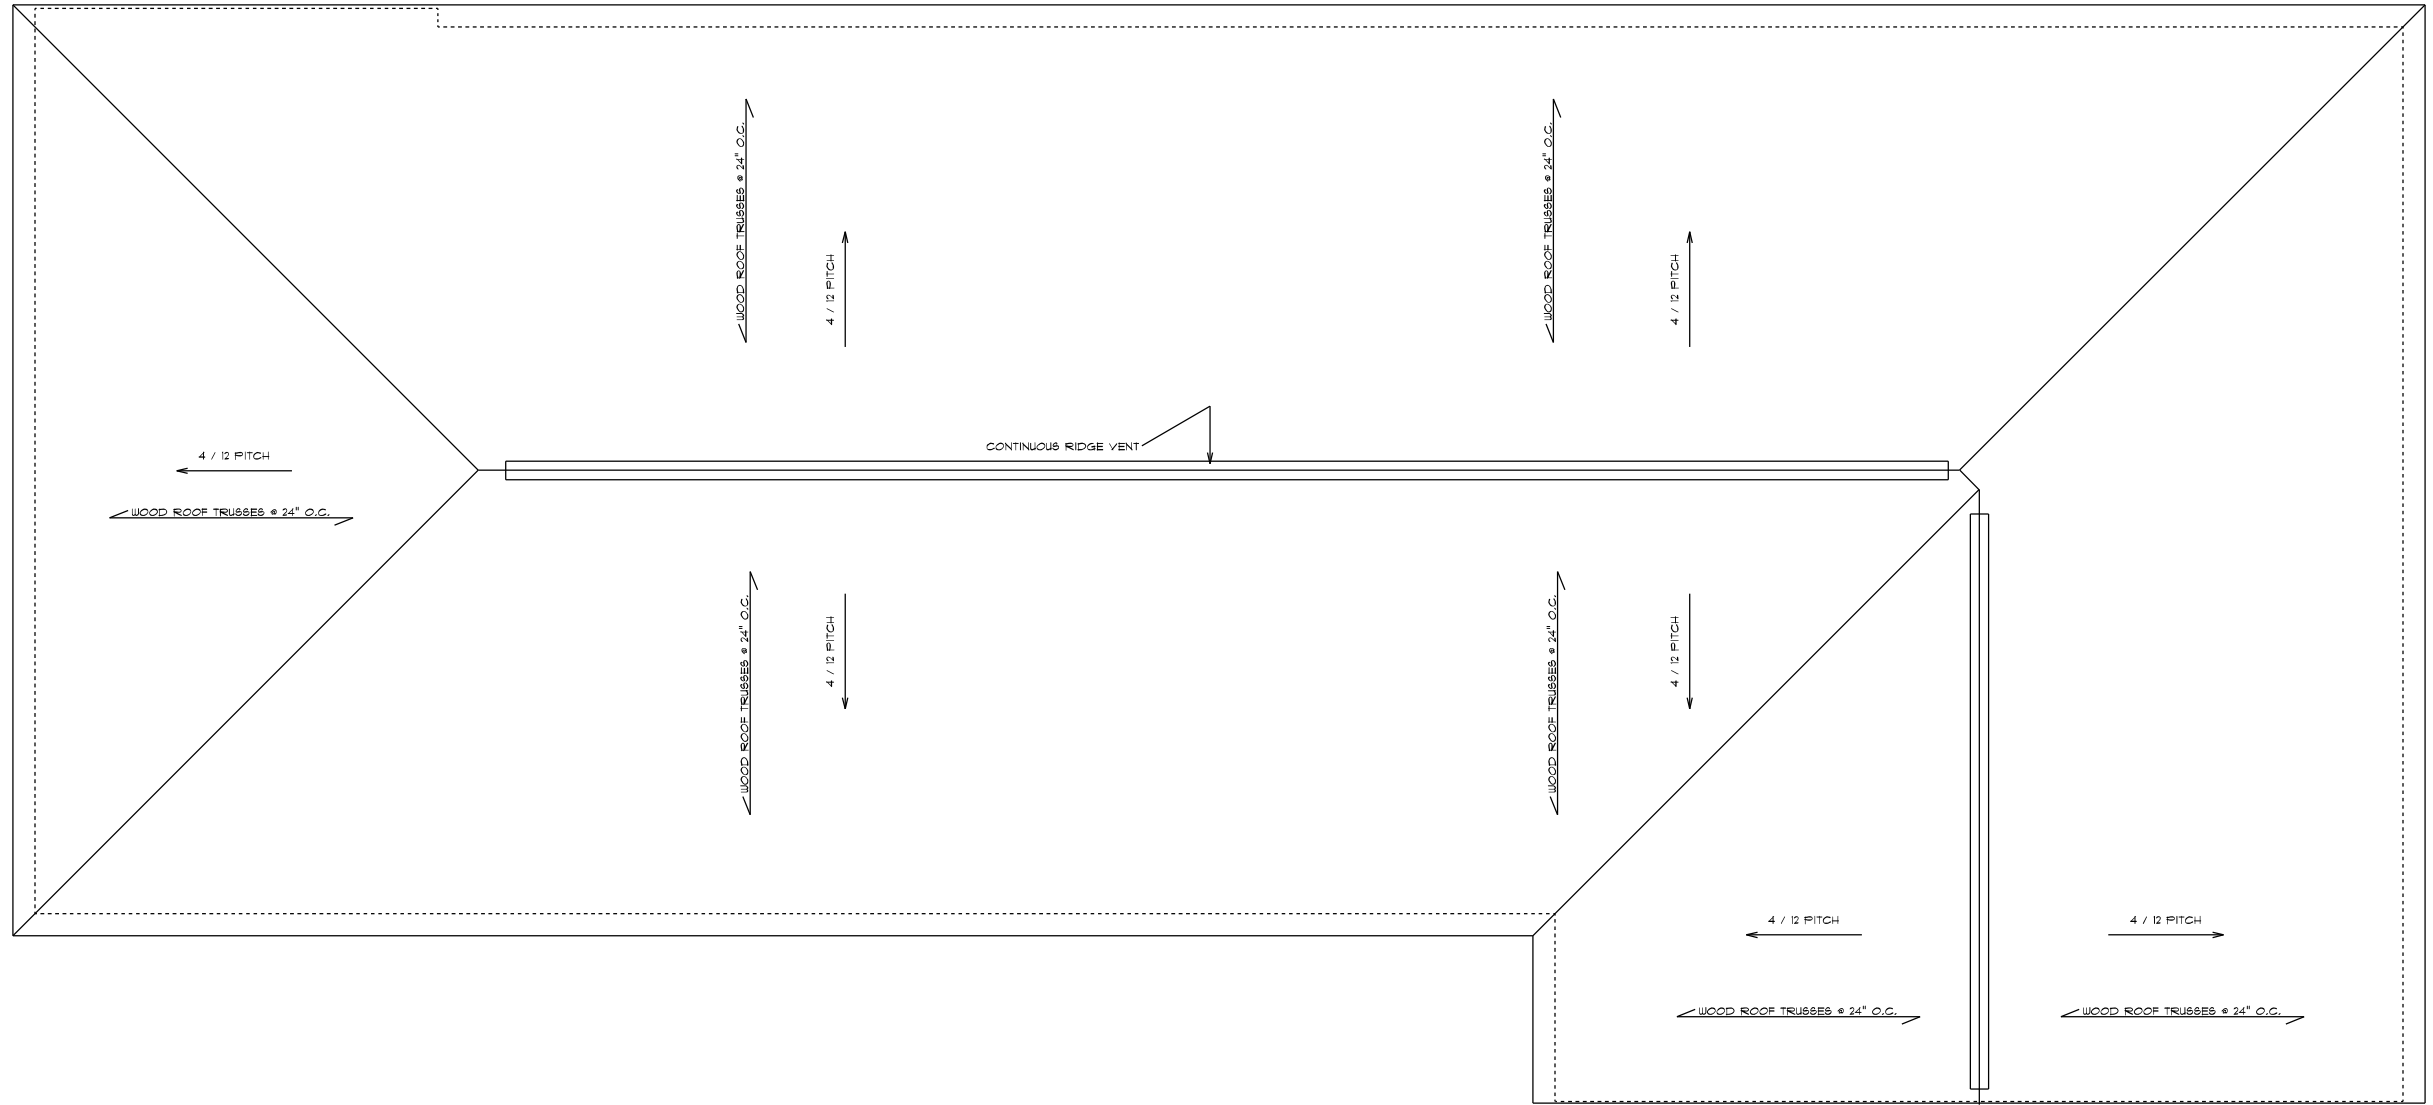 WOOD ROOF TRUSSES @ 24" O.C.
4 / 12 PITCH
WOOD ROOF TRUSSES @ 24" O.C.
4 / 12 PITCH
CONTINUOUS RIDGE VENT
4 / 12 PITCH
WOOD ROOF TRUSSES @ 24" O.C.
WOOD ROOF TRUSSES @ 24" O.C.
4 / 12 PITCH
WOOD ROOF TRUSSES @ 24" O.C.
4 / 12 PITCH
4 / 12 PITCH
4 / 12 PITCH
WOOD ROOF TRUSSES @ 24" O.C.
WOOD ROOF TRUSSES @ 24" O.C.